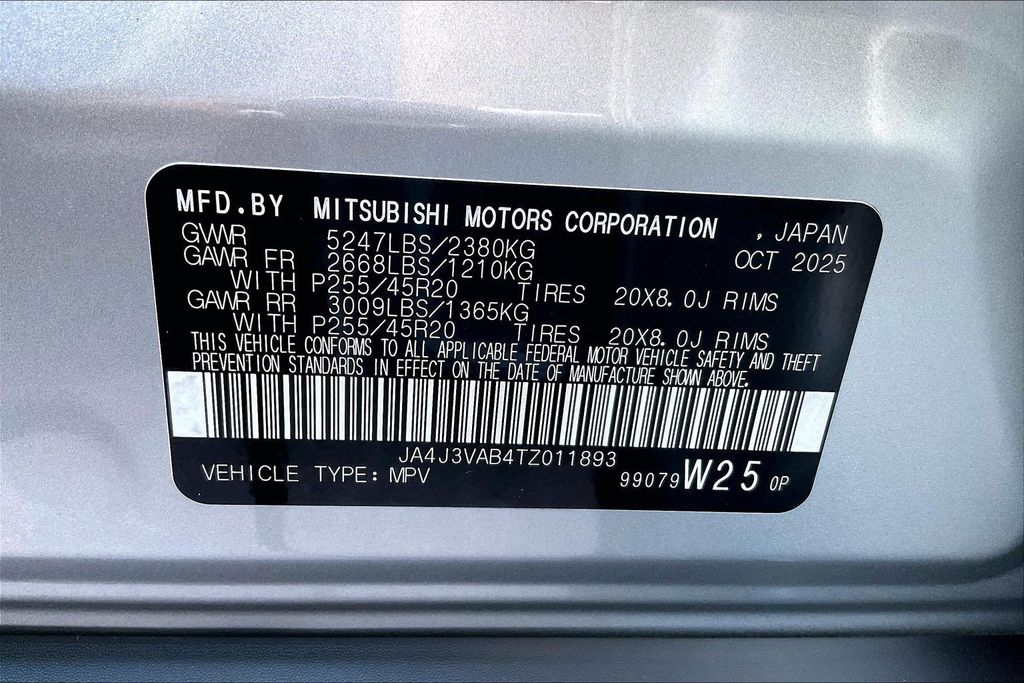 MFD.BY MITSUBISHI MOTORS CORPORATION , JAPAN
GVWR 5247LBS/2380KG OCT 2025
GAWR FR 2668LBS/1210KG
WITH P255/45R20 TIRES 20X8.0J RIMS
GAWR RR 3009LBS/1365KG
WITH P255/45R20 TIRES 20X8.0J RIMS
THIS VEHICLE CONFORMS TO ALL APPLICABLE FEDERAL MOTOR VEHICLE SAFETY AND THEFT
PREVENTION STANDARDS IN EFFECT ON THE DATE OF MANUFACTURE SHOWN ABOVE.
JA4J3VAB4TZ011893
VEHICLE TYPE: MPV 99079 W25 0P